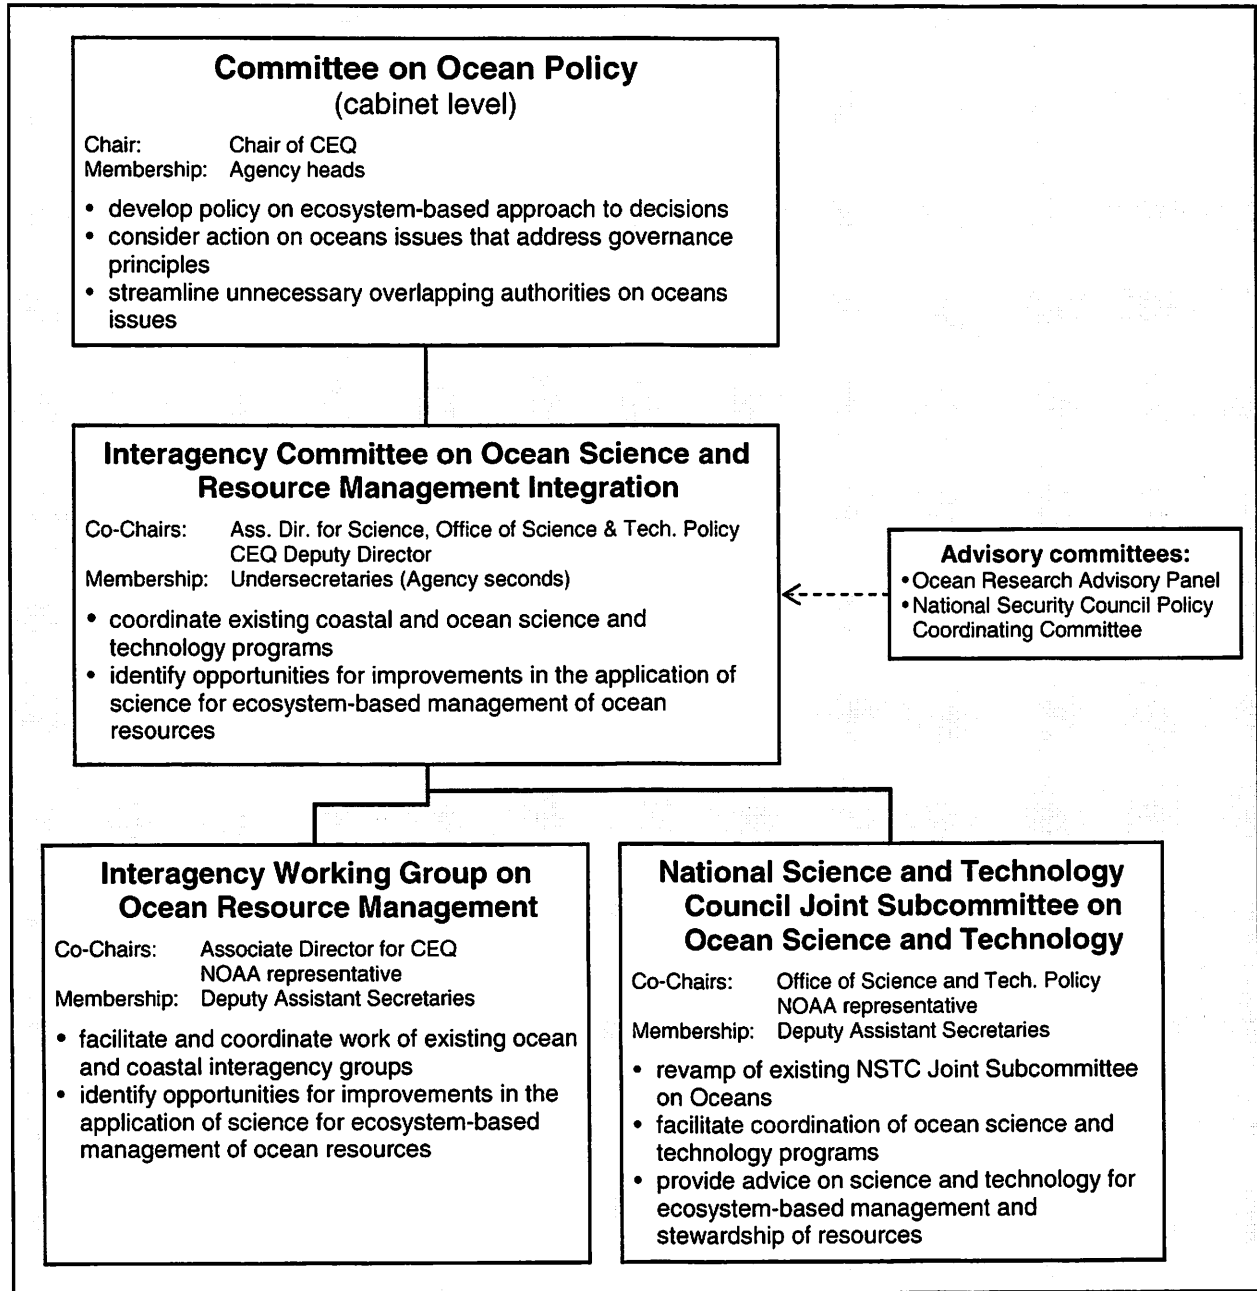 Committee on Ocean Policy
(cabinet level)
Chair: Chair of CEQ
Membership: Agency heads
• develop policy on ecosystem-based approach to decisions
• consider action on oceans issues that address governance
principles
• streamline unnecessary overlapping authorities on oceans
issues
Interagency Committee on Ocean Science and
Resource Management Integration
Co-Chairs: Ass. Dir. for Science, Office of Science & Tech. Policy
CEQ Deputy Director
Membership: Undersecretaries (Agency seconds)
• coordinate existing coastal and ocean science and
technology programs
• identify opportunities for improvements in the application of
science for ecosystem-based management of ocean
resources
Advisory committees:
• Ocean Research Advisory Panel
• National Security Council Policy
Coordinating Committee
Interagency Working Group on
Ocean Resource Management
Co-Chairs: Associate Director for CEQ
NOAA representative
Membership: Deputy Assistant Secretaries
• facilitate and coordinate work of existing ocean
and coastal interagency groups
• identify opportunities for improvements in the
application of science for ecosystem-based
management of ocean resources
National Science and Technology
Council Joint Subcommittee on
Ocean Science and Technology
Co-Chairs: Office of Science and Tech. Policy
NOAA representative
Membership: Deputy Assistant Secretaries
• revamp of existing NSTC Joint Subcommittee
on Oceans
• facilitate coordination of ocean science and
technology programs
• provide advice on science and technology for
ecosystem-based management and
stewardship of resources